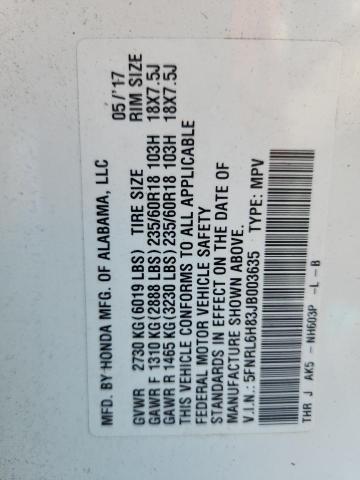 MFD. BY HONDA MFG. OF ALABAMA, LLC 05/'17
GVWR 2730 KG(6019 LBS) TIRE SIZE RIM SIZE
GAWR F 1310 KG(2888 LBS)235/60R18 103H 18X7.5J
GAWR R 1465 KG(3230 LBS)235/60R18 103H 18X7.5J
THIS VEHICLE CONFORMS TO ALL APPLICABLE
FEDERAL MOTOR VEHICLE SAFETY
STANDARDS IN EFFECT ON THE DATE OF
MANUFACTURE SHOWN ABOVE.
V.I.N.: 5FNRL6H83JB003635 TYPE: MPV
THR J AK5 - NH603P -L -B